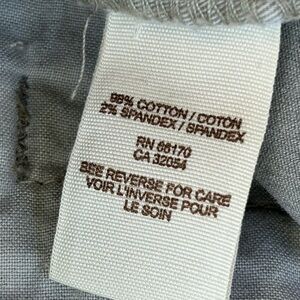 98% COTTON / COTON
2% SPANDEX / SPANDEX
RN 66170
CA 32054
SEE REVERSE FOR CARE
VOIR L'INVERSE POUR
LE SOIN